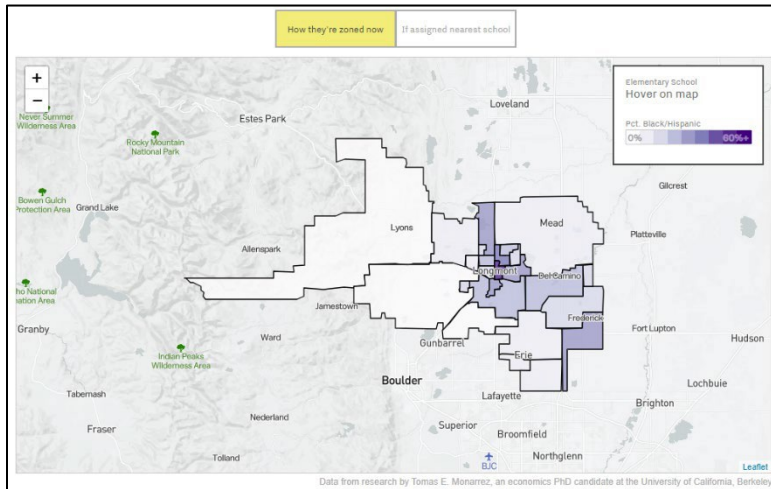 How they're zoned now
If assigned nearest school
+
−
Elementary School
Hover on map
Pct. Black/Hispanic
0%
60%+
Loveland
Never Summer
Wilderness Area
Estes Park
Rocky Mountain
National Park
Gilcrest
Bowen Gulch
Protection Area
Grand Lake
Lyons
Mead
Platteville
Allenspark
Longmont
Del Camino
ho National
ation Area
Jamestown
Frederick
Granby
Ward
Gunbarrel
Fort Lupton
Hudson
Indian Peaks
Wilderness Area
Erie
Boulder
Lochbuie
Tabernash
Lafayette
Brighton
Nederland
Superior
Fraser
Broomfield
Tolland
BJC
Northglenn
Leaflet
Data from research by Tomas E. Monarrez, an economics PhD candidate at the University of California, Berkeley